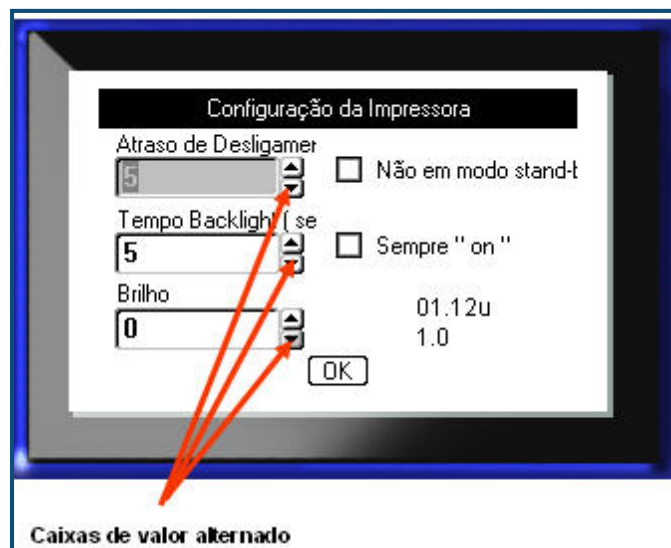 Configuração da Impressora
Atraso de Desligamer
5
Não em modo stand-t
Tempo Backlight ( se
5
Sempre " on "
Brilho
0
01.12u
1.0
OK
Caixas de valor alternado